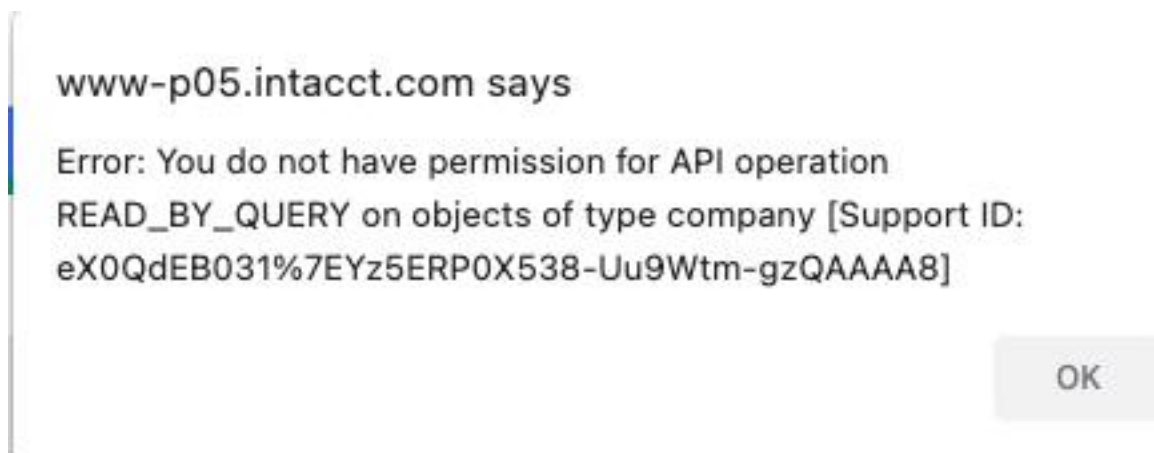 www-p05.intacct.com says
Error: You do not have permission for API operation
READ_BY_QUERY on objects of type company [Support ID:
eX0QdEB031%7EYz5ERP0X538-Uu9Wtm-gzQAAAA8]
OK